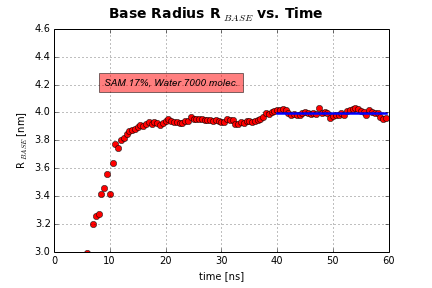 Base Radius R BASE vs. Time
4.6
4.4
4.2
4.0
3.8
3.6
3.4
3.2
3.0
R BASE [nm]
SAM 17%, Water 7000 molec.
0 10 20 30 40 50 60
time [ns]